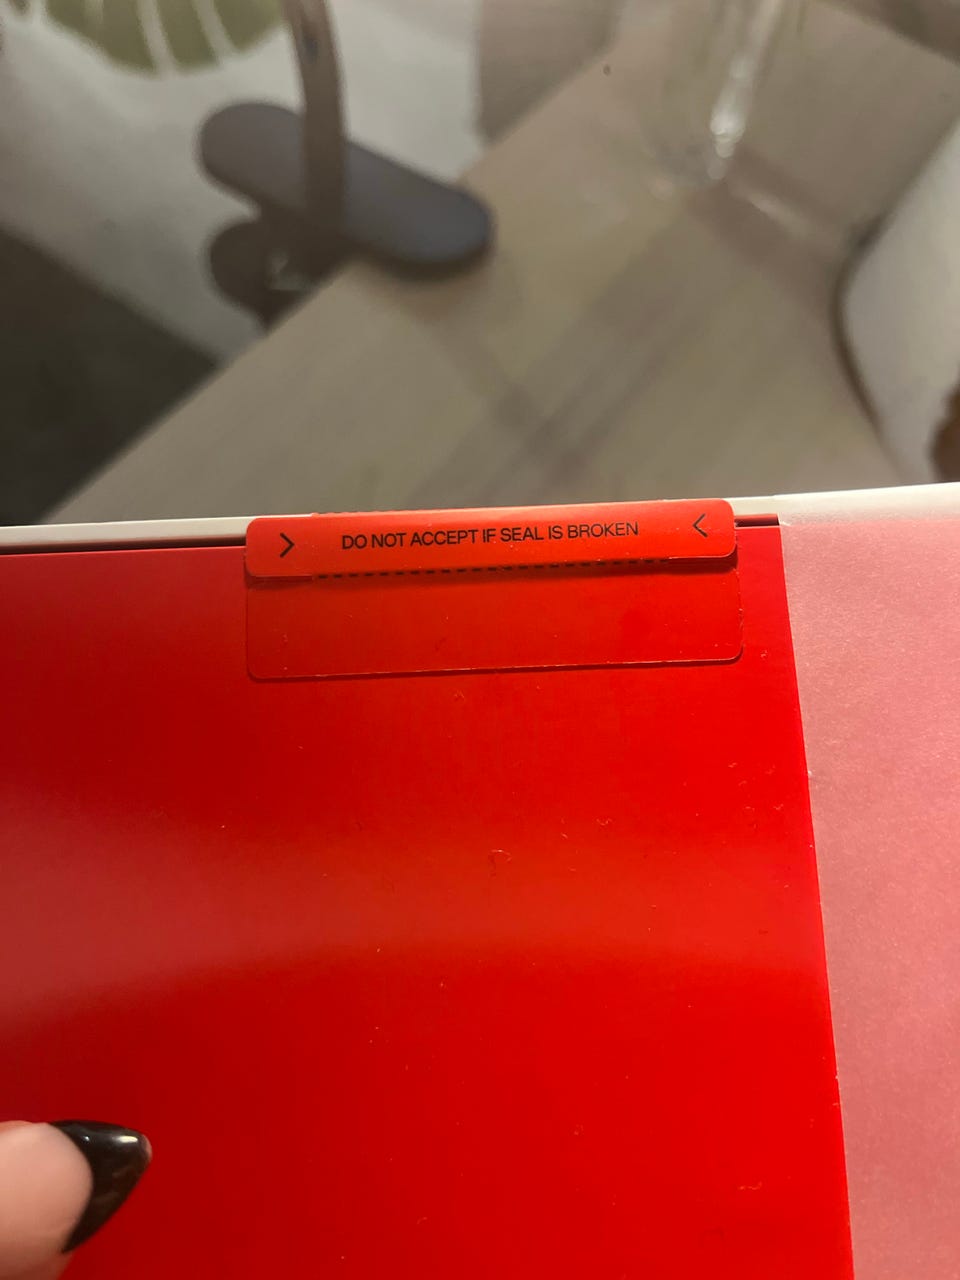 > DO NOT ACCEPT IF SEAL IS BROKEN <